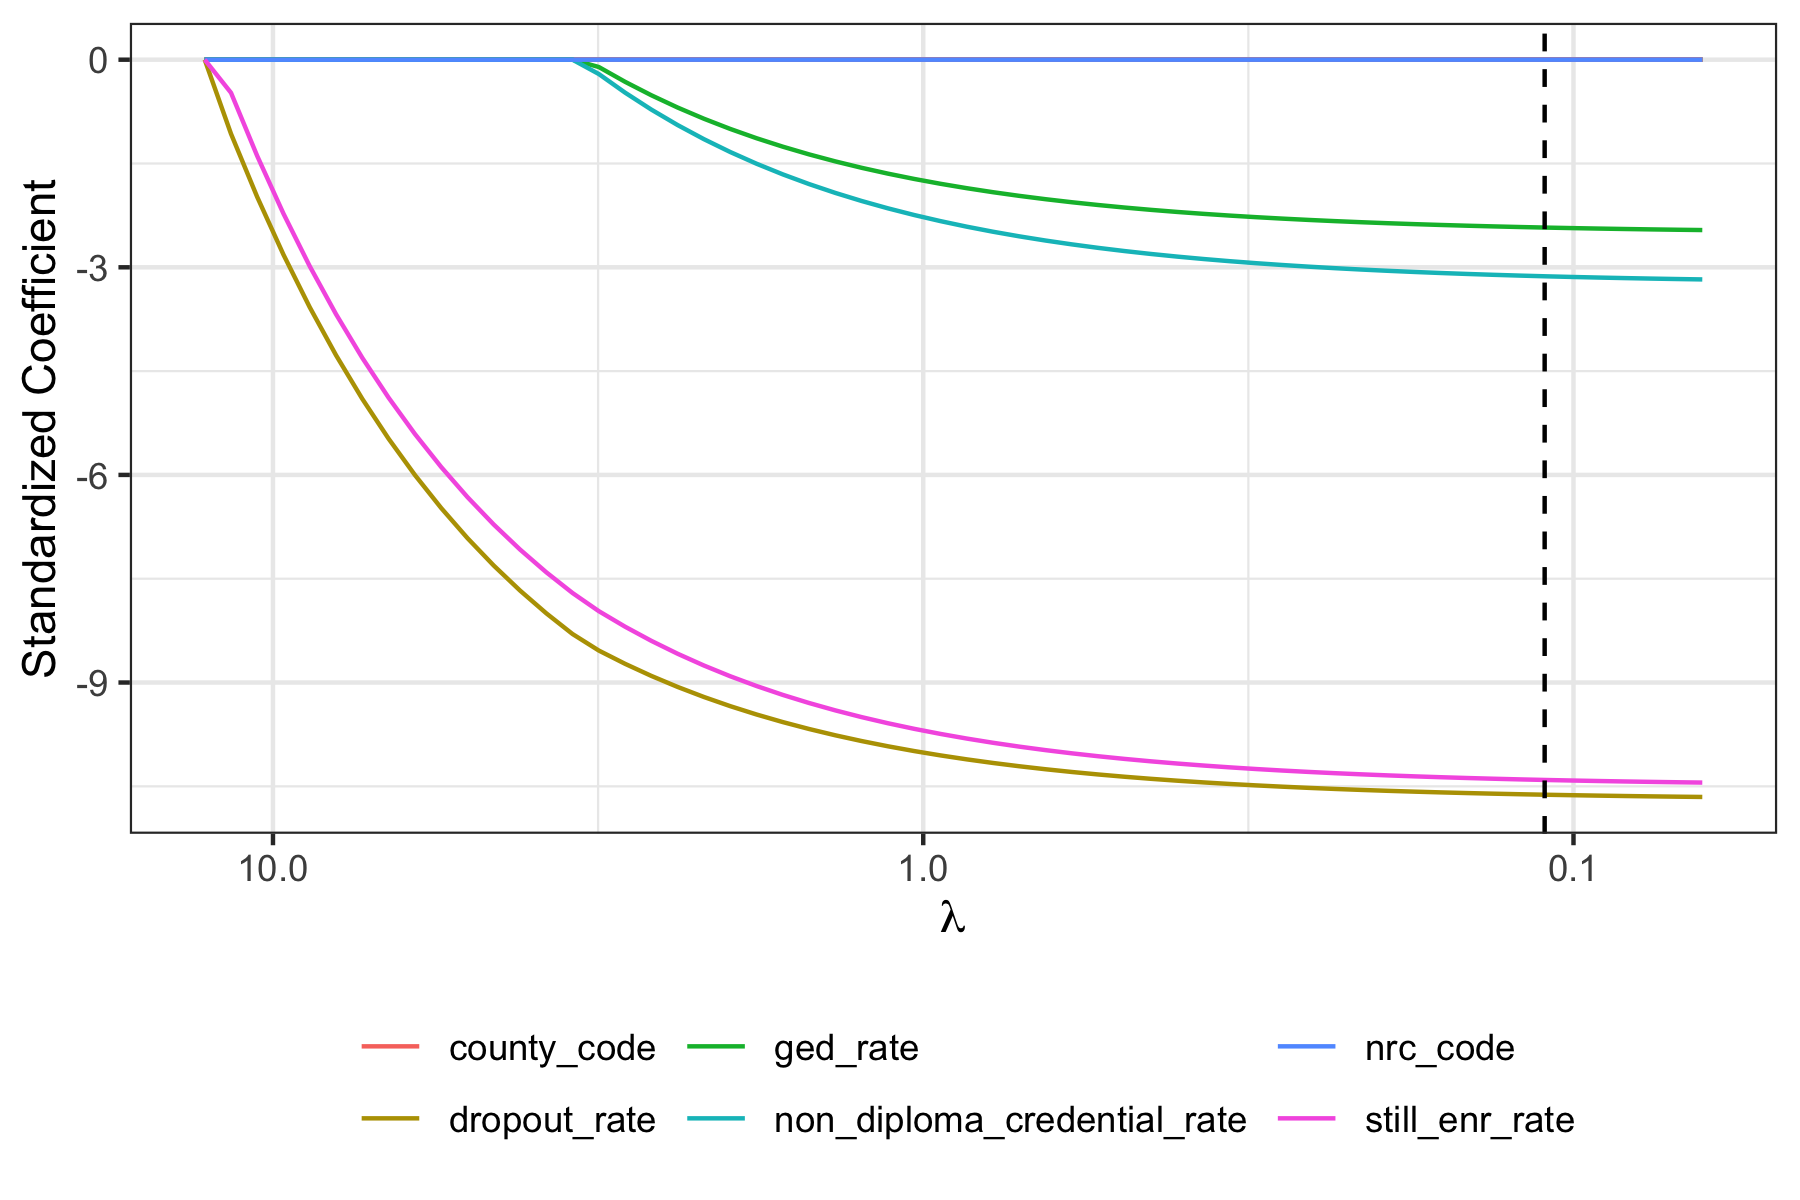 Standardized Coefficient
0
-3
-6
-9
10.0
1.0
0.1
λ
county_code
ged_rate
nrc_code
dropout_rate
non_diploma_credential_rate
still_enr_rate